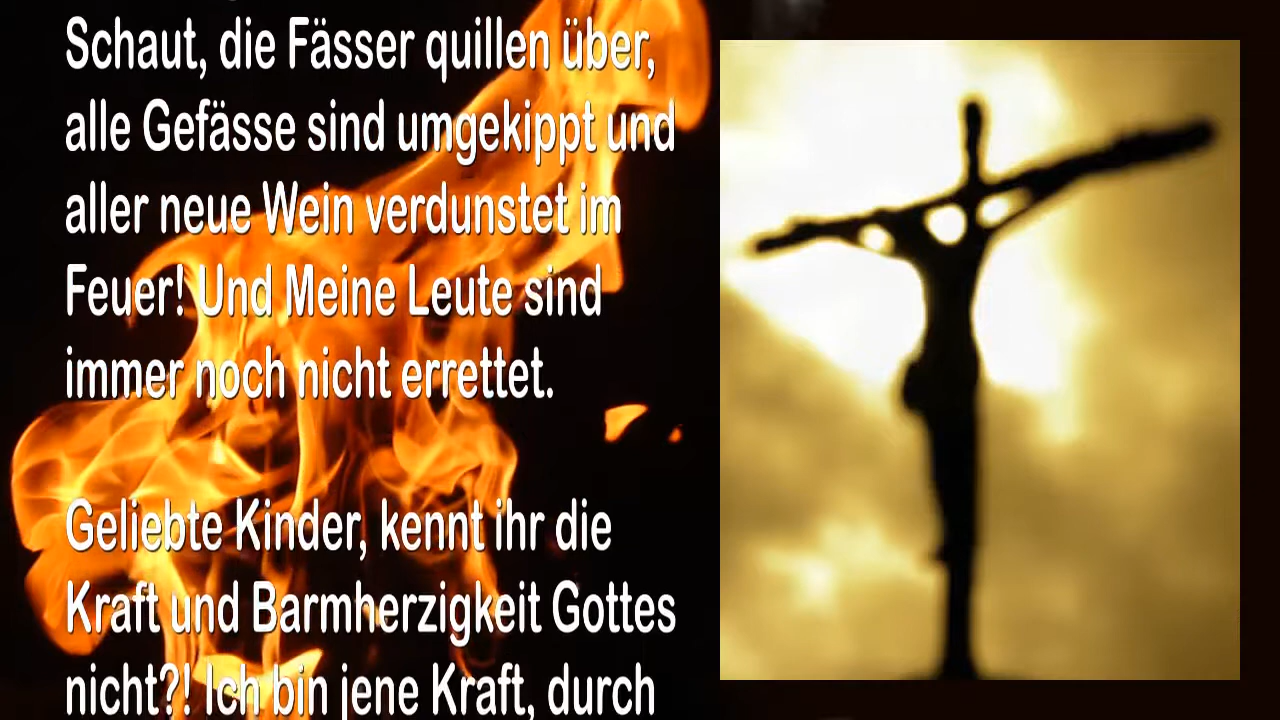 Schaut, die Fässer quillen über,
alle Gefässe sind umgekippt und
aller neue Wein verdunstet im
Feuer! Und Meine Leute sind
immer noch nicht errettet.
Geliebte Kinder, kennt ihr die
Kraft und Barmherzigkeit Gottes
nicht?! Ich bin jene Kraft, durch